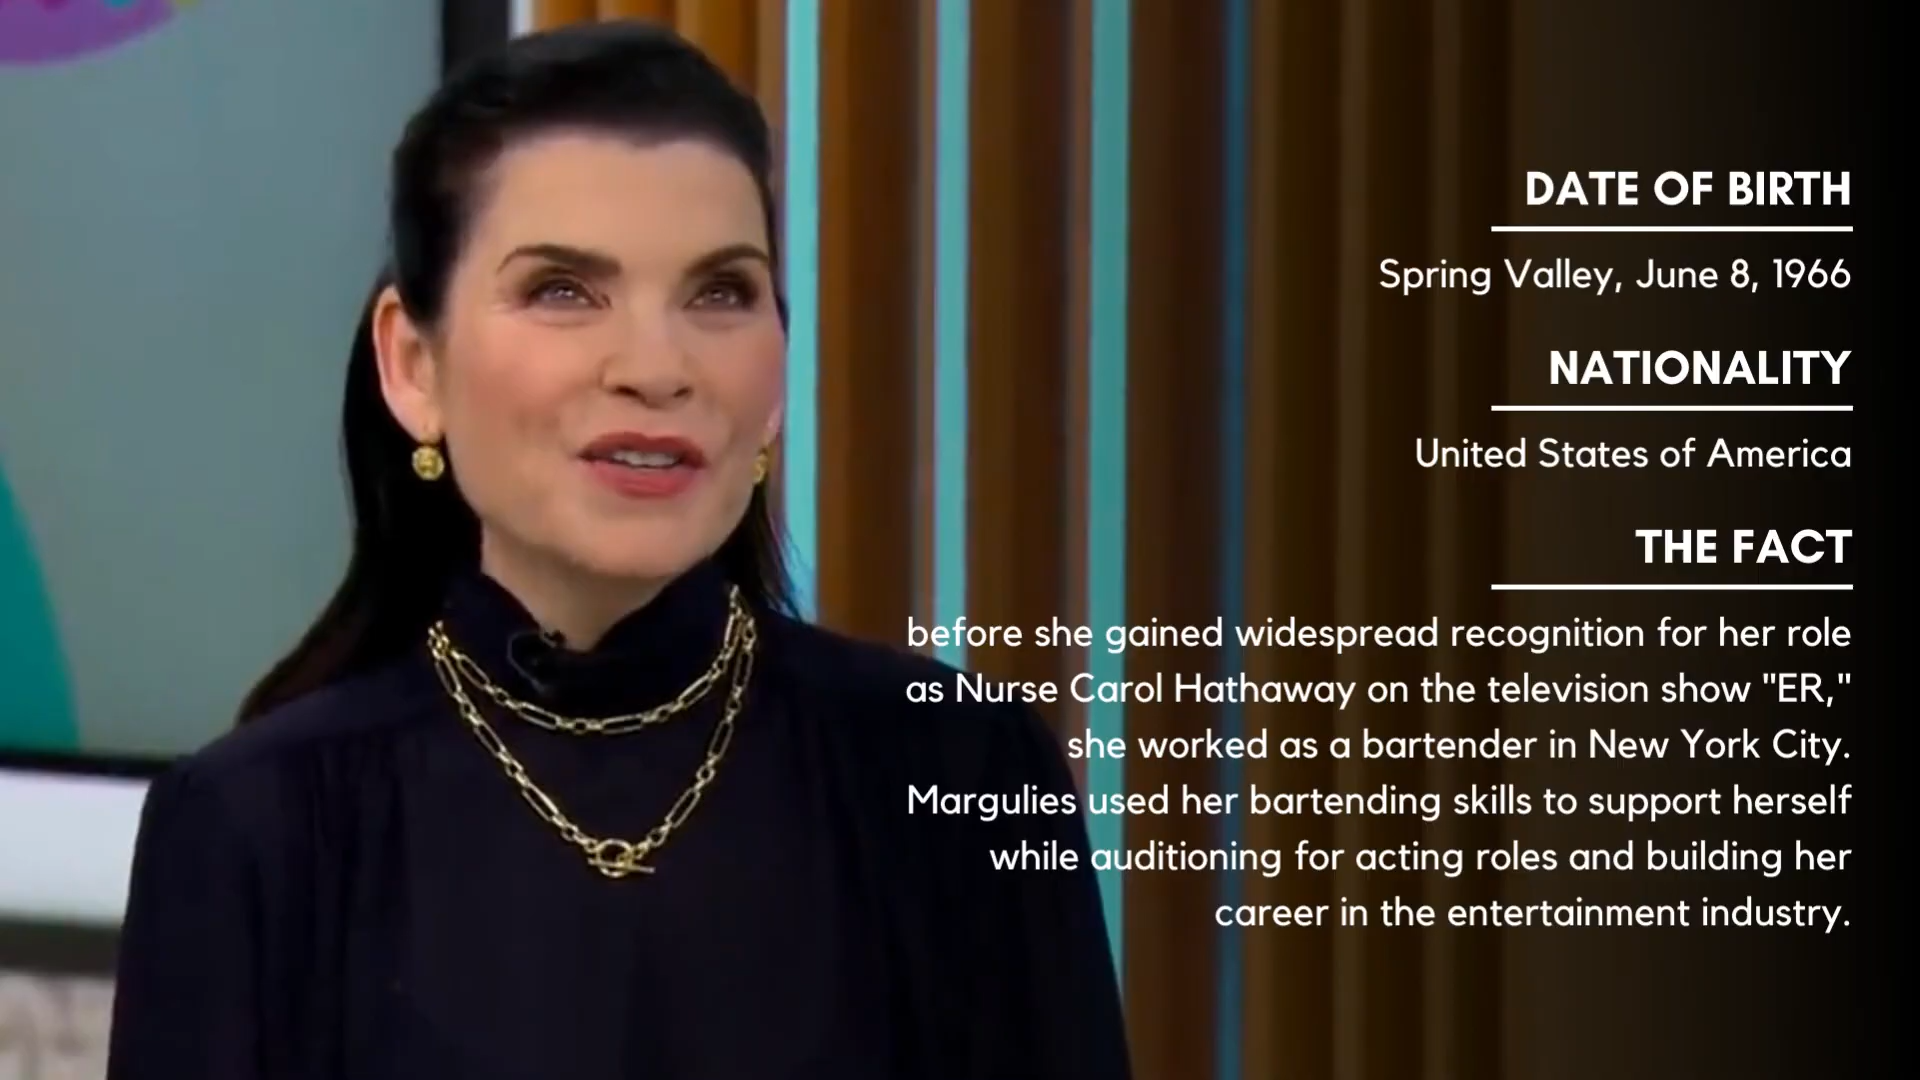 DATE OF BIRTH
Spring Valley, June 8, 1966
NATIONALITY
United States of America
THE FACT
before she gained widespread recognition for her role
as Nurse Carol Hathaway on the television show "ER,"
she worked as a bartender in New York City.
Margulies used her bartending skills to support herself
while auditioning for acting roles and building her
career in the entertainment industry.